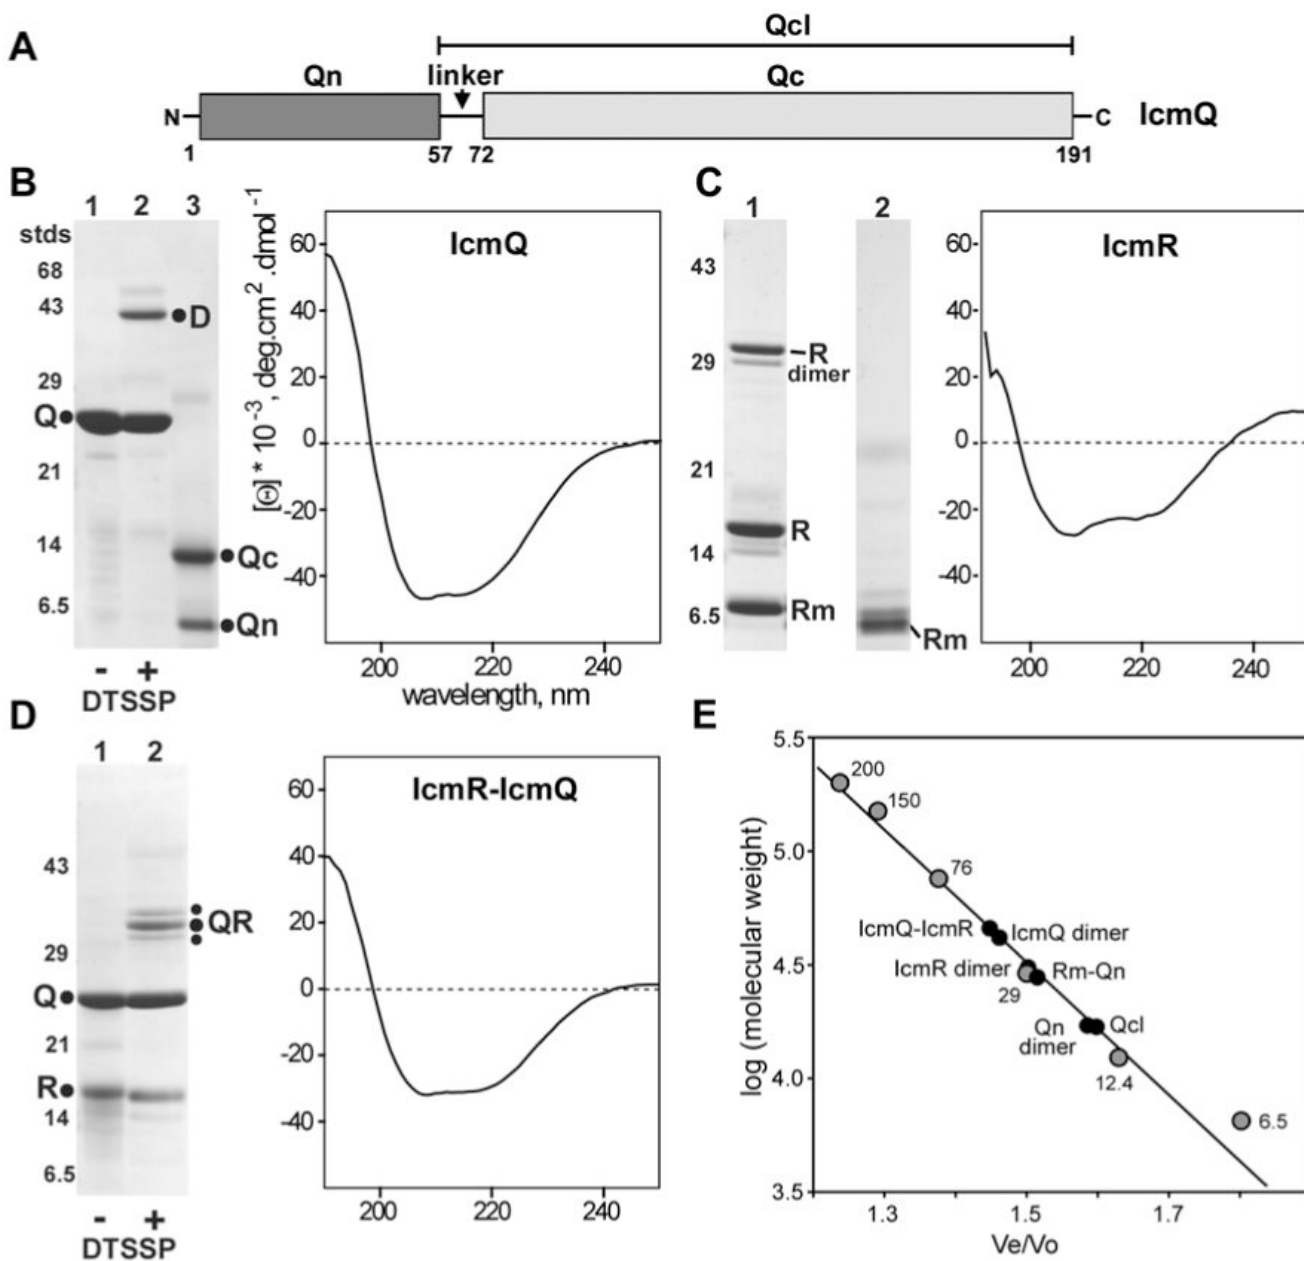 A
Qcl
Qn
linker
Qc
N
C
IcmQ
1
57
72
191
B
1
2
3
stds
68
43
29
Q
21
14
6.5
D
Qc
Qn
-
+
DTSSP
[Θ] * 10⁻³, deg.cm² .dmol⁻¹
IcmQ
60
40
20
0
-20
-40
200
220
240
wavelength, nm
C
1
2
43
29
21
14
6.5
R
dimer
R
Rm
Rm
IcmR
60
40
20
0
-20
-40
200
220
240
D
1
2
43
29
Q
21
R
14
6.5
QR
-
+
DTSSP
IcmR-IcmQ
60
40
20
0
-20
-40
200
220
240
E
log (molecular weight)
5.5
5.0
4.5
4.0
3.5
200
150
76
IcmQ-IcmR
IcmQ dimer
IcmR dimer
Rm-Qn
29
Qn
dimer
Qcl
12.4
6.5
1.3
1.5
1.7
Ve/Vo